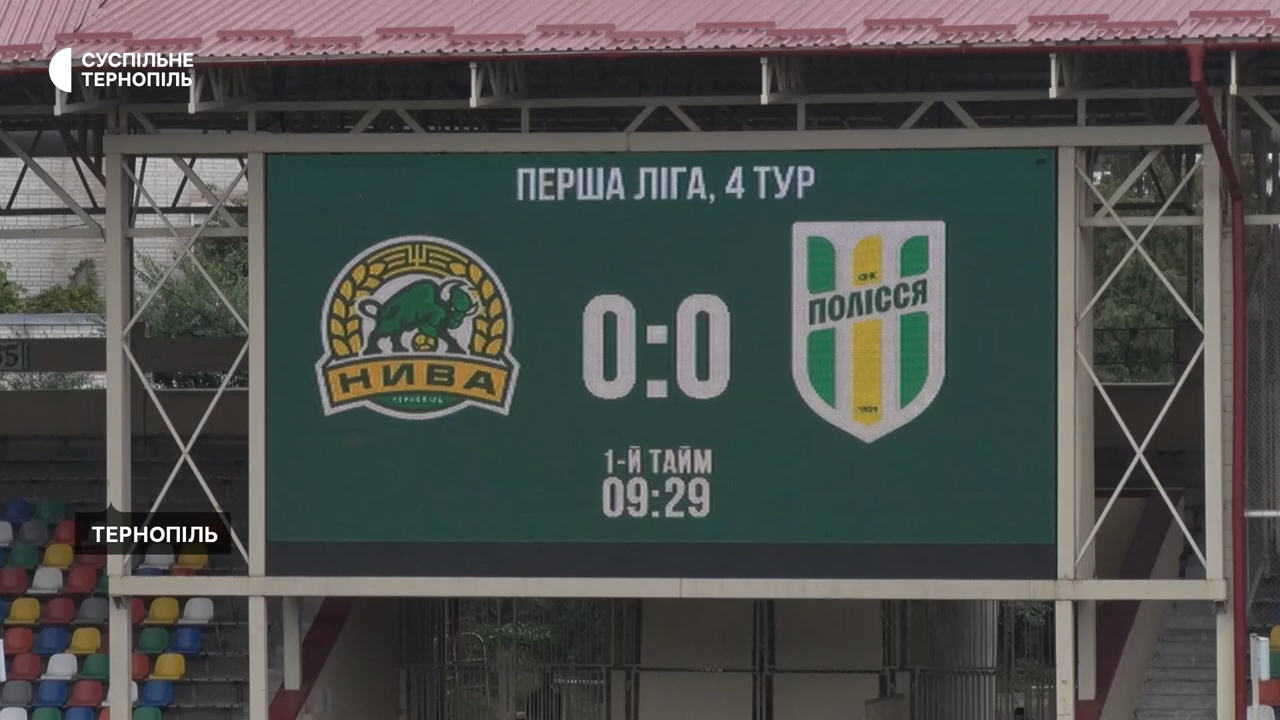 СУСПІЛЬНЕ
ТЕРНОПІЛЬ
ПЕРША ЛІГА, 4 ТУР
НИВА
ТЕРНОПІЛЬ
ПОЛІССЯ
0:0
1-Й ТАЙМ
09:29
ТЕРНОПІЛЬ